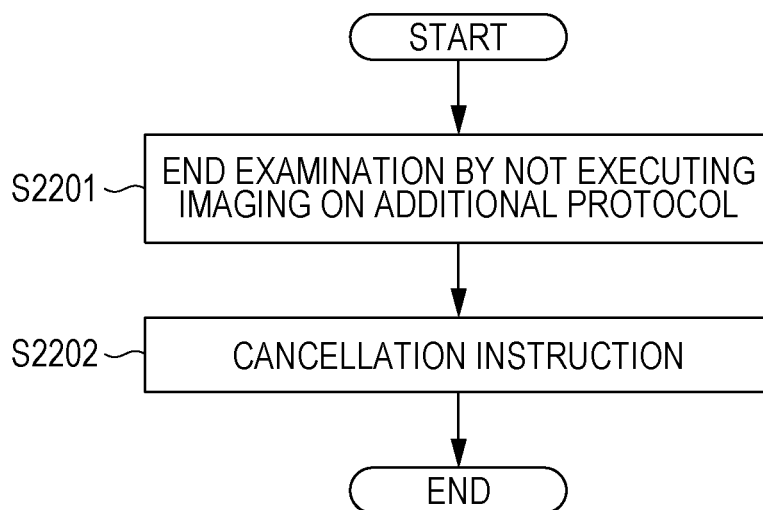 START
S2201
END EXAMINATION BY NOT EXECUTING
IMAGING ON ADDITIONAL PROTOCOL
S2202
CANCELLATION INSTRUCTION
END